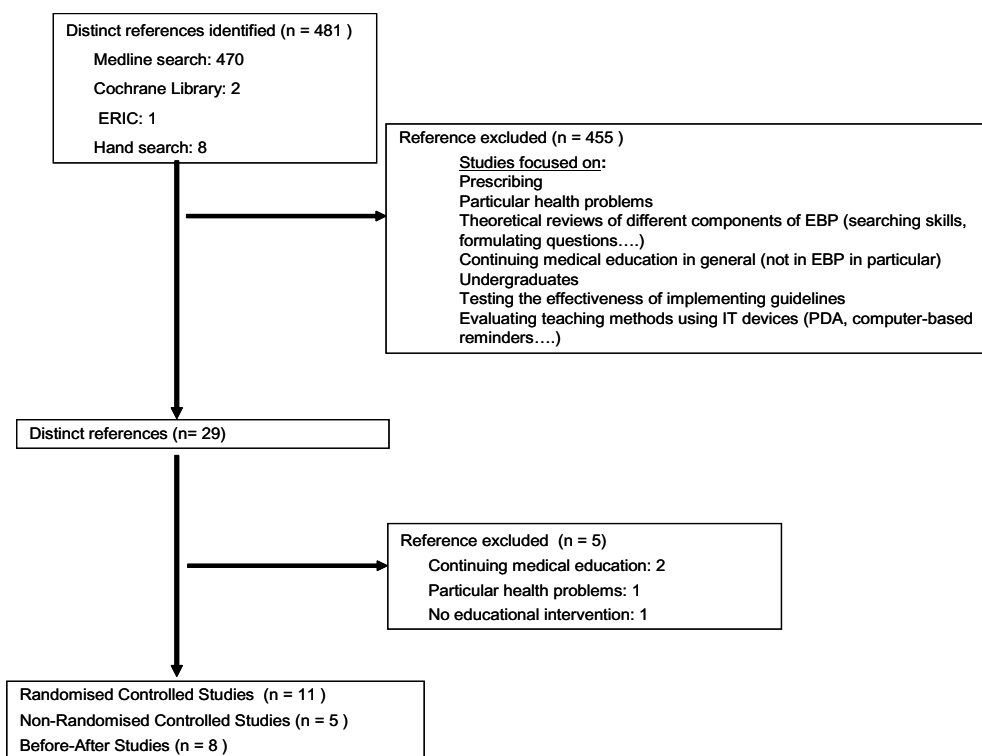 Distinct references identified (n = 481 )
Medline search: 470
Cochrane Library: 2
ERIC: 1
Hand search: 8
Reference excluded (n = 455 )
Studies focused on:
Prescribing
Particular health problems
Theoretical reviews of different components of EBP (searching skills,
formulating questions….)
Continuing medical education in general (not in EBP in particular)
Undergraduates
Testing the effectiveness of implementing guidelines
Evaluating teaching methods using IT devices (PDA, computer-based
reminders….)
Distinct references (n= 29)
Reference excluded (n = 5)
Continuing medical education: 2
Particular health problems: 1
No educational intervention: 1
Randomised Controlled Studies (n = 11 )
Non-Randomised Controlled Studies (n = 5 )
Before-After Studies (n = 8 )